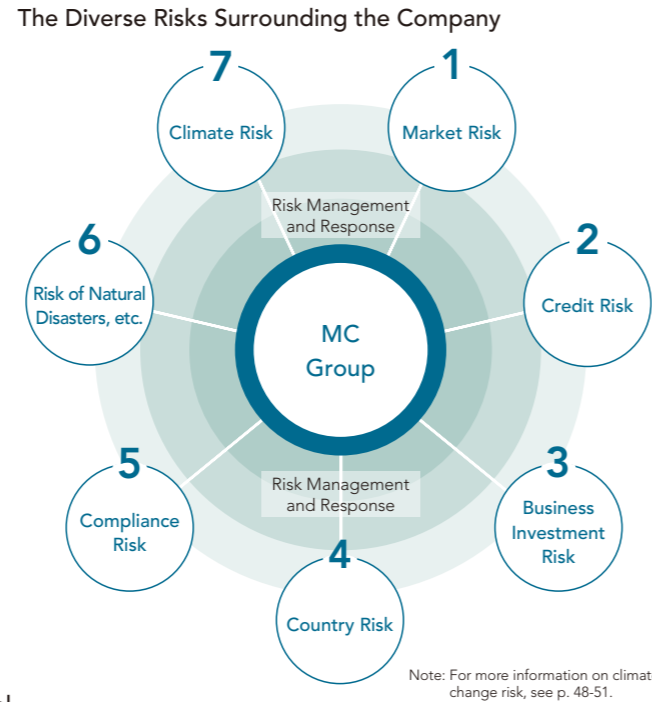 The Diverse Risks Surrounding the Company
7
Climate Risk
1
Market Risk
Risk Management
and Response
6
Risk of Natural
Disasters, etc.
2
Credit Risk
MC
Group
5
Compliance
Risk
Risk Management
and Response
3
Business
Investment
Risk
4
Country Risk
Note: For more information on climat
change risk, see p. 48-51.